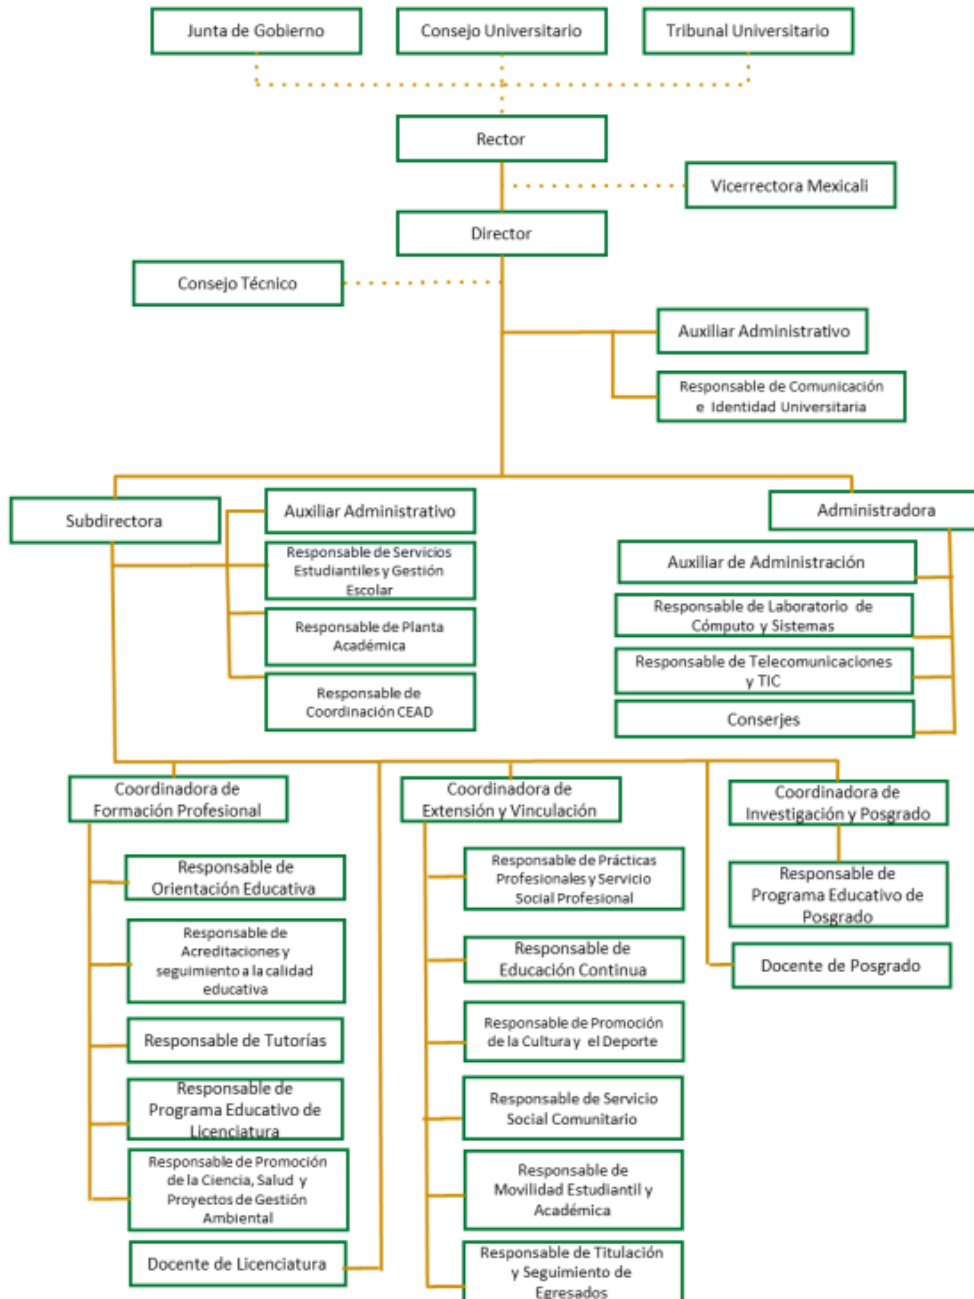 Junta de Gobierno
Consejo Universitario
Tribunal Universitario
Rector
Vicerrectora Mexicali
Director
Consejo Técnico
Auxiliar Administrativo
Responsable de Comunicación
e Identidad Universitaria
Subdirectora
Auxiliar Administrativo
Responsable de Servicios
Estudiantiles y Gestión
Escolar
Responsable de Planta
Académica
Responsable de
Coordinación CEAD
Administradora
Auxiliar de Administración
Responsable de Laboratorio de
Cómputo y Sistemas
Responsable de Telecomunicaciones
y TIC
Conserjes
Coordinadora de
Formación Profesional
Responsable de
Orientación Educativa
Responsable de
Acreditaciones y
seguimiento a la calidad
educativa
Responsable de Tutorías
Responsable de
Programa Educativo de
Licenciatura
Responsable de Promoción
de la Ciencia, Salud y
Proyectos de Gestión
Ambiental
Docente de Licenciatura
Coordinadora de
Extensión y Vinculación
Responsable de Prácticas
Profesionales y Servicio
Social Profesional
Responsable de
Educación Continua
Responsable de Promoción
de la Cultura y el Deporte
Responsable de Servicio
Social Comunitario
Responsable de
Movilidad Estudiantil y
Académica
Responsable de Titulación
y Seguimiento de
Egresados
Coordinadora de
Investigación y Posgrado
Responsable de
Programa Educativo de
Posgrado
Docente de Posgrado